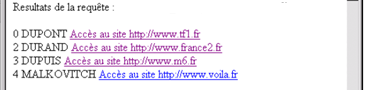 Resultats de la requête :
0 DUPONT Accès au site http://www.tf1.fr
2 DURAND Accès au site http://www.france2.fr
3 DUPUIS Accès au site http://www.m6.fr
4 MALKOVITCH Accès au site http://www.voila.fr